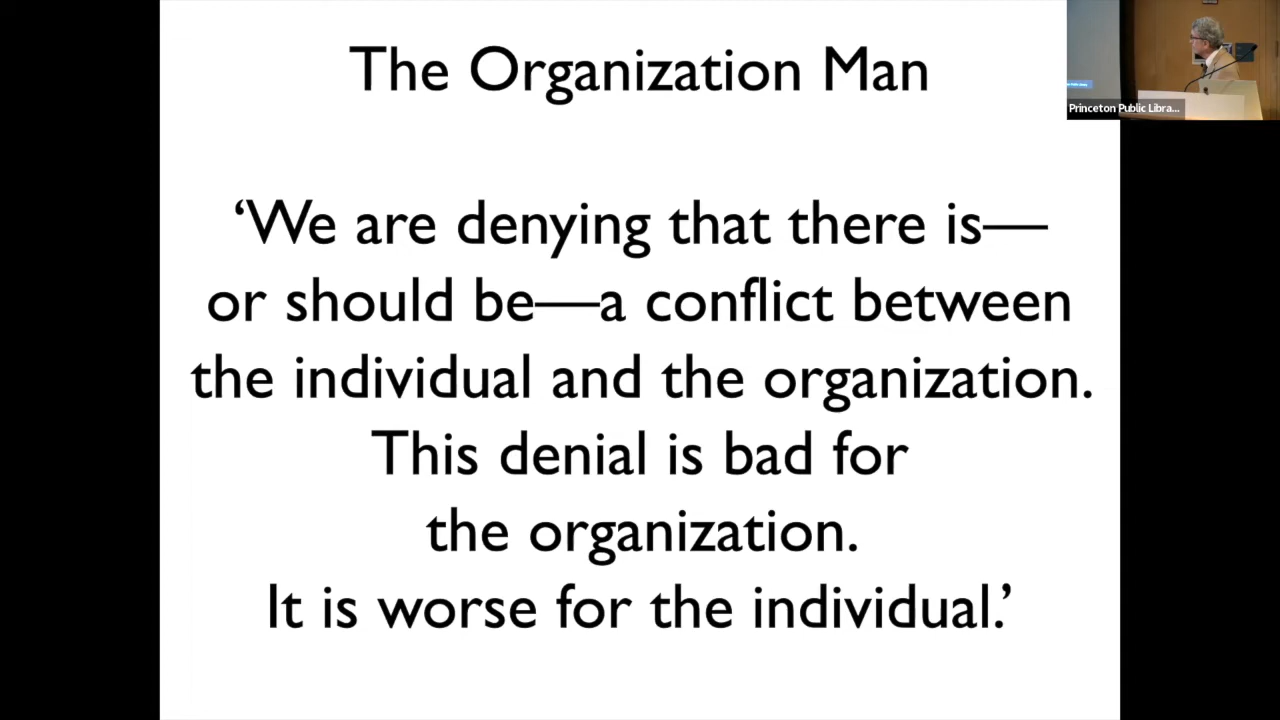 The Organization Man
‘We are denying that there is—
or should be—a conflict between
the individual and the organization.
This denial is bad for
the organization.
It is worse for the individual.’
Princeton Public Libra...